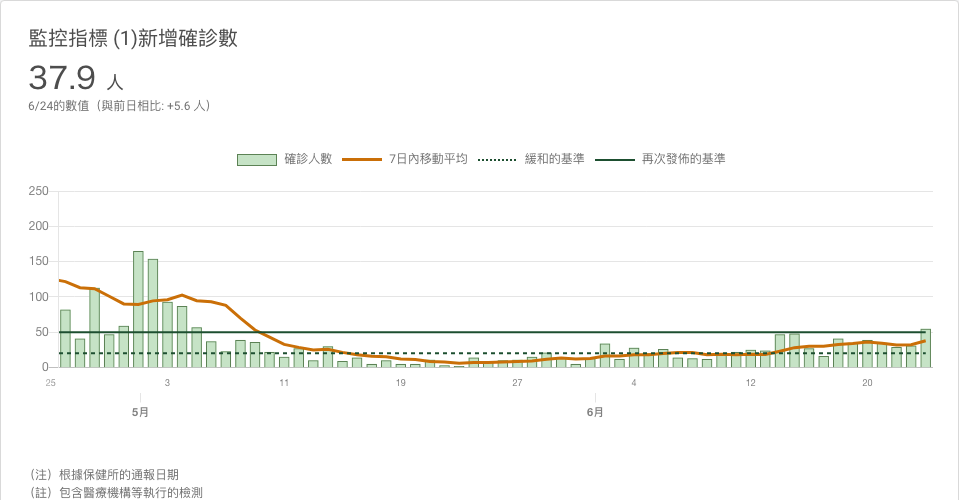 監控指標 (1)新增確診數
37.9 人
6/24的數值（與前日相比: +5.6 人）
確診人數 7日內移動平均 緩和的基準 再次發佈的基準
250
200
150
100
50
0
25 3 11 19 27 4 12 20
5月 6月
（注）根據保健所的通報日期
（註）包含醫療機構等執行的檢測